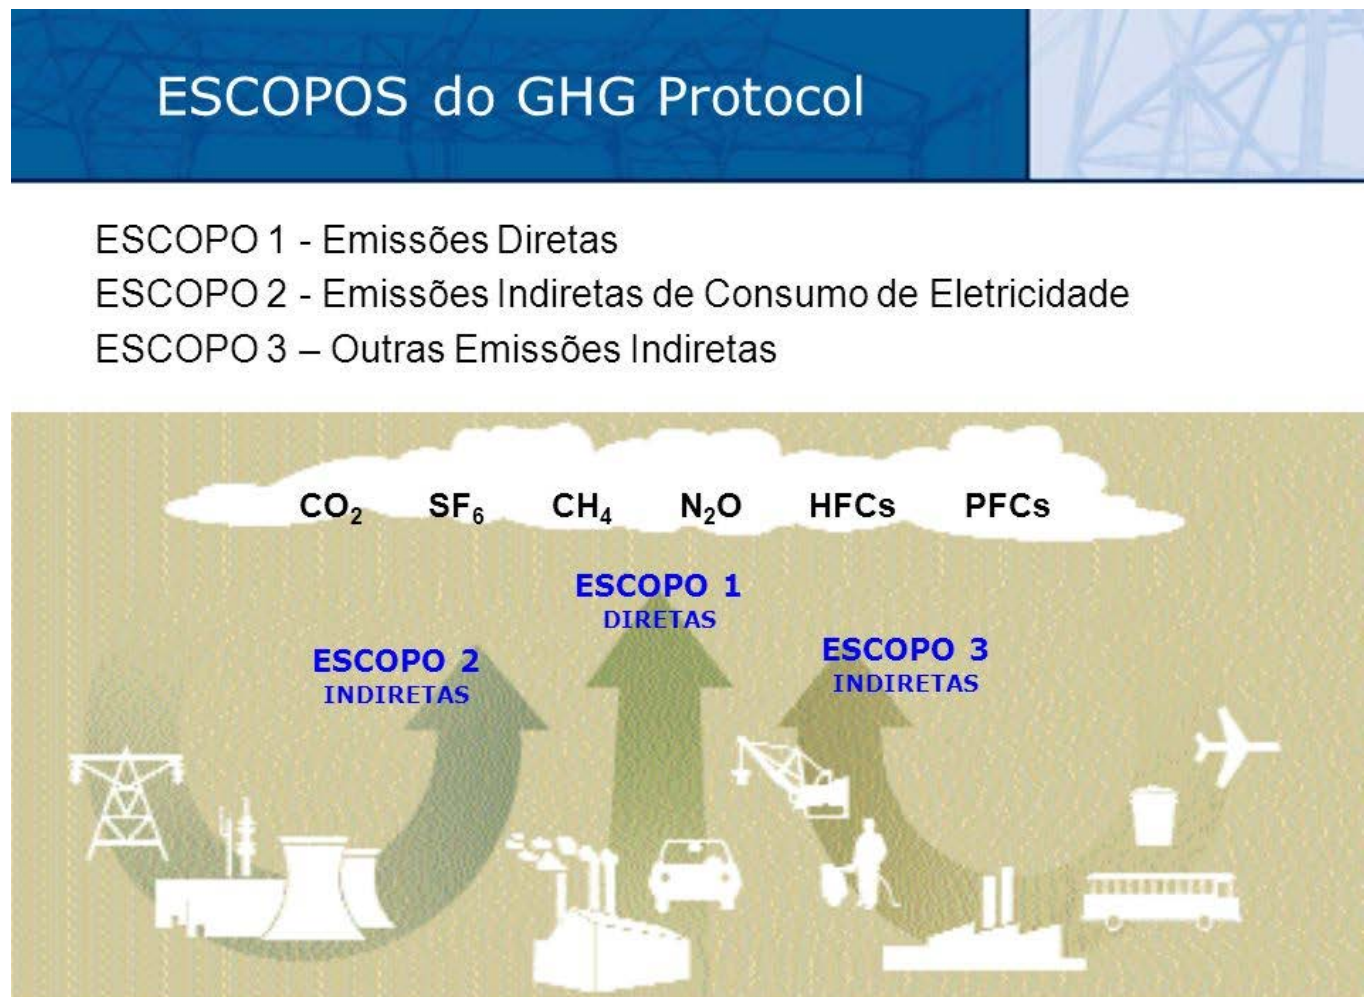 ESCOPOS do GHG Protocol
ESCOPO 1 - Emissões Diretas
ESCOPO 2 - Emissões Indiretas de Consumo de Eletricidade
ESCOPO 3 – Outras Emissões Indiretas
CO₂ SF₆ CH₄ N₂O HFCs PFCs
ESCOPO 1
DIRETAS
ESCOPO 2
INDIRETAS
ESCOPO 3
INDIRETAS